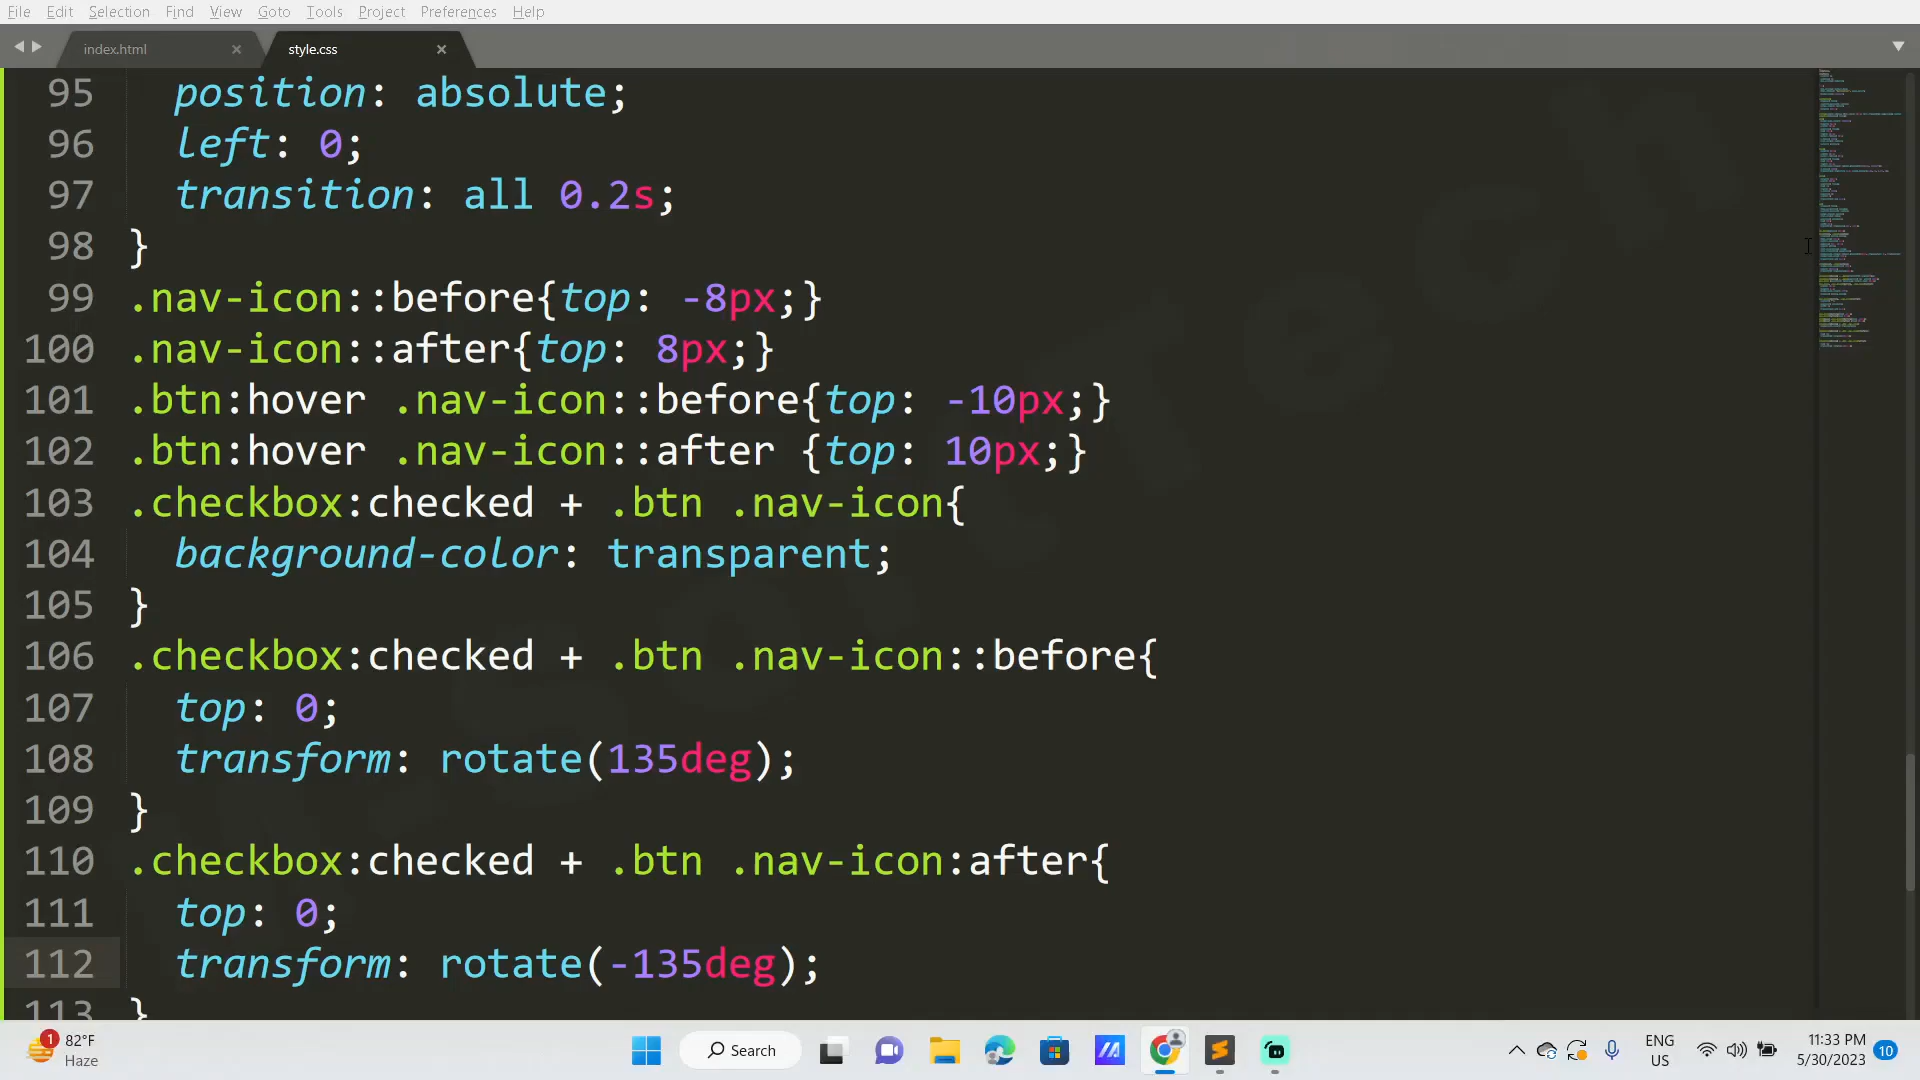 File Edit Selection Find View Goto Tools Project Preferences Help
index.html × style.css ×
95 position: absolute;
96 left: 0;
97 transition: all 0.2s;
98 }
99 .nav-icon::before{top: -8px;}
100 .nav-icon::after{top: 8px;}
101 .btn:hover .nav-icon::before{top: -10px;}
102 .btn:hover .nav-icon::after {top: 10px;}
103 .checkbox:checked + .btn .nav-icon{
104 background-color: transparent;
105 }
106 .checkbox:checked + .btn .nav-icon::before{
107 top: 0;
108 transform: rotate(135deg);
109 }
110 .checkbox:checked + .btn .nav-icon:after{
111 top: 0;
112 transform: rotate(-135deg);
113 }
1
82°F
Haze
Search
ENG
US
11:33 PM
5/30/2023
10